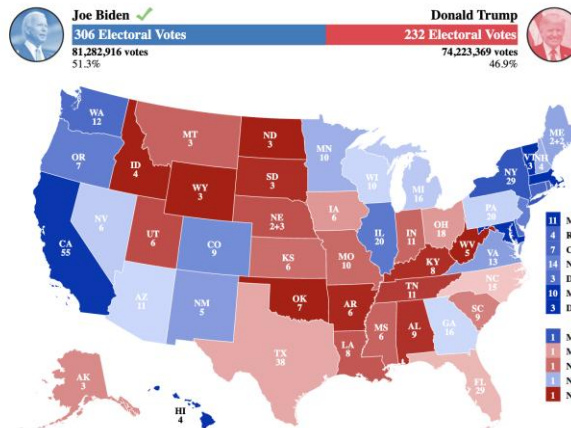 Joe Biden
Donald Trump
306 Electoral Votes
232 Electoral Votes
81,282,916 votes
74,223,369 votes
51.3%
46.9%
WA
12
OR
7
CA
55
NV
6
ID
4
MT
3
WY
3
UT
6
AZ
11
CO
9
NM
5
ND
3
SD
3
NE
2+3
KS
6
OK
7
TX
38
MN
10
IA
6
MO
10
AR
6
LA
8
WI
10
IL
20
MI
16
IN
11
OH
18
KY
8
TN
11
MS
6
AL
9
GA
16
FL
29
SC
9
NC
15
VA
13
WV
5
PA
20
NY
29
VT
3
NH
4
ME
2+2
AK
3
HI
4
11 M
4 R
7 C
14 N
3 D
10 M
3 D
1 M
1 M
1 N
1 N
1 N